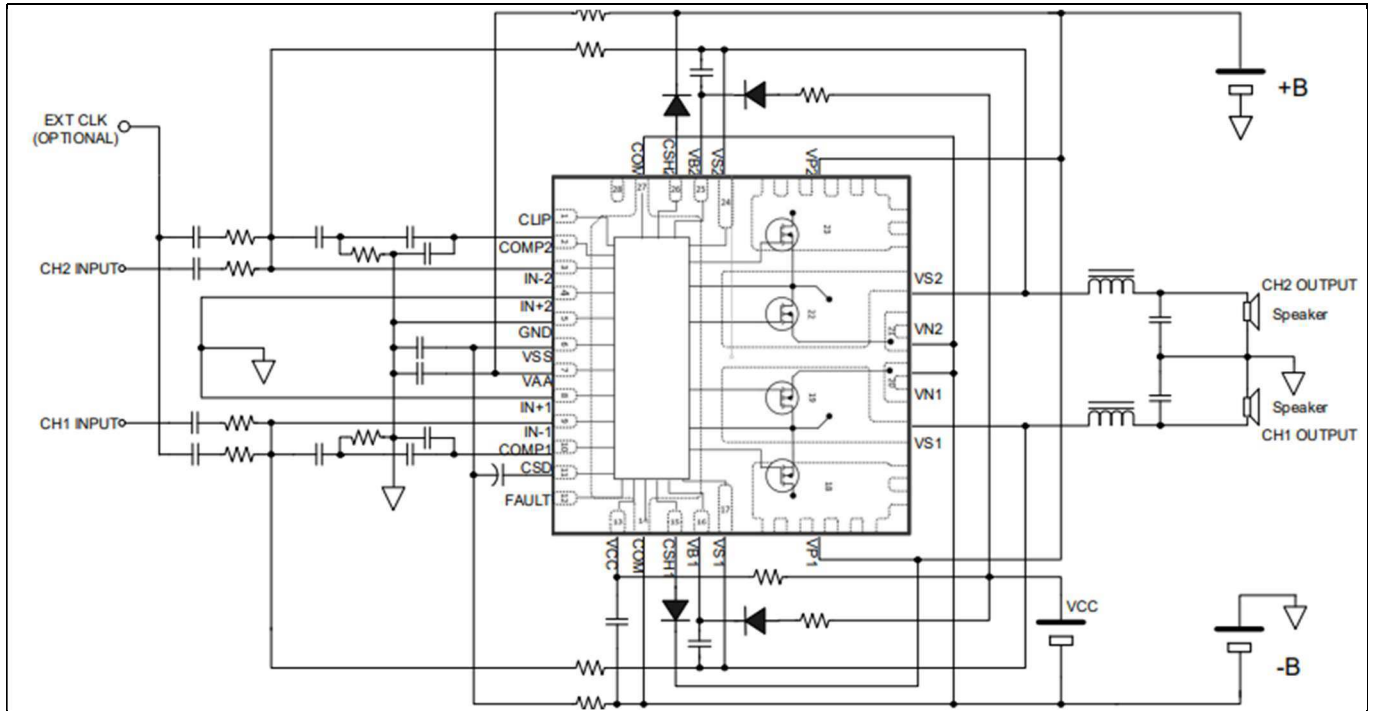 +B
EXT CLK
(OPTIONAL)
COM
CSH2
VB2
VS2
VP2
28
27
26
25
24
23
CLIP
1
COMP2
2
CH2 INPUT
3
IN-2
4
IN+2
5
GND
6
VSS
7
VAA
8
IN+1
CH1 INPUT
9
IN-1
10
COMP1
11
CSD
12
FAULT
22
21
20
19
18
VS2
VN2
VN1
VS1
CH2 OUTPUT
Speaker
Speaker
CH1 OUTPUT
13
1
15
16
17
VCC
COM
CSH1
VB1
VS1
VP1
VCC
-B